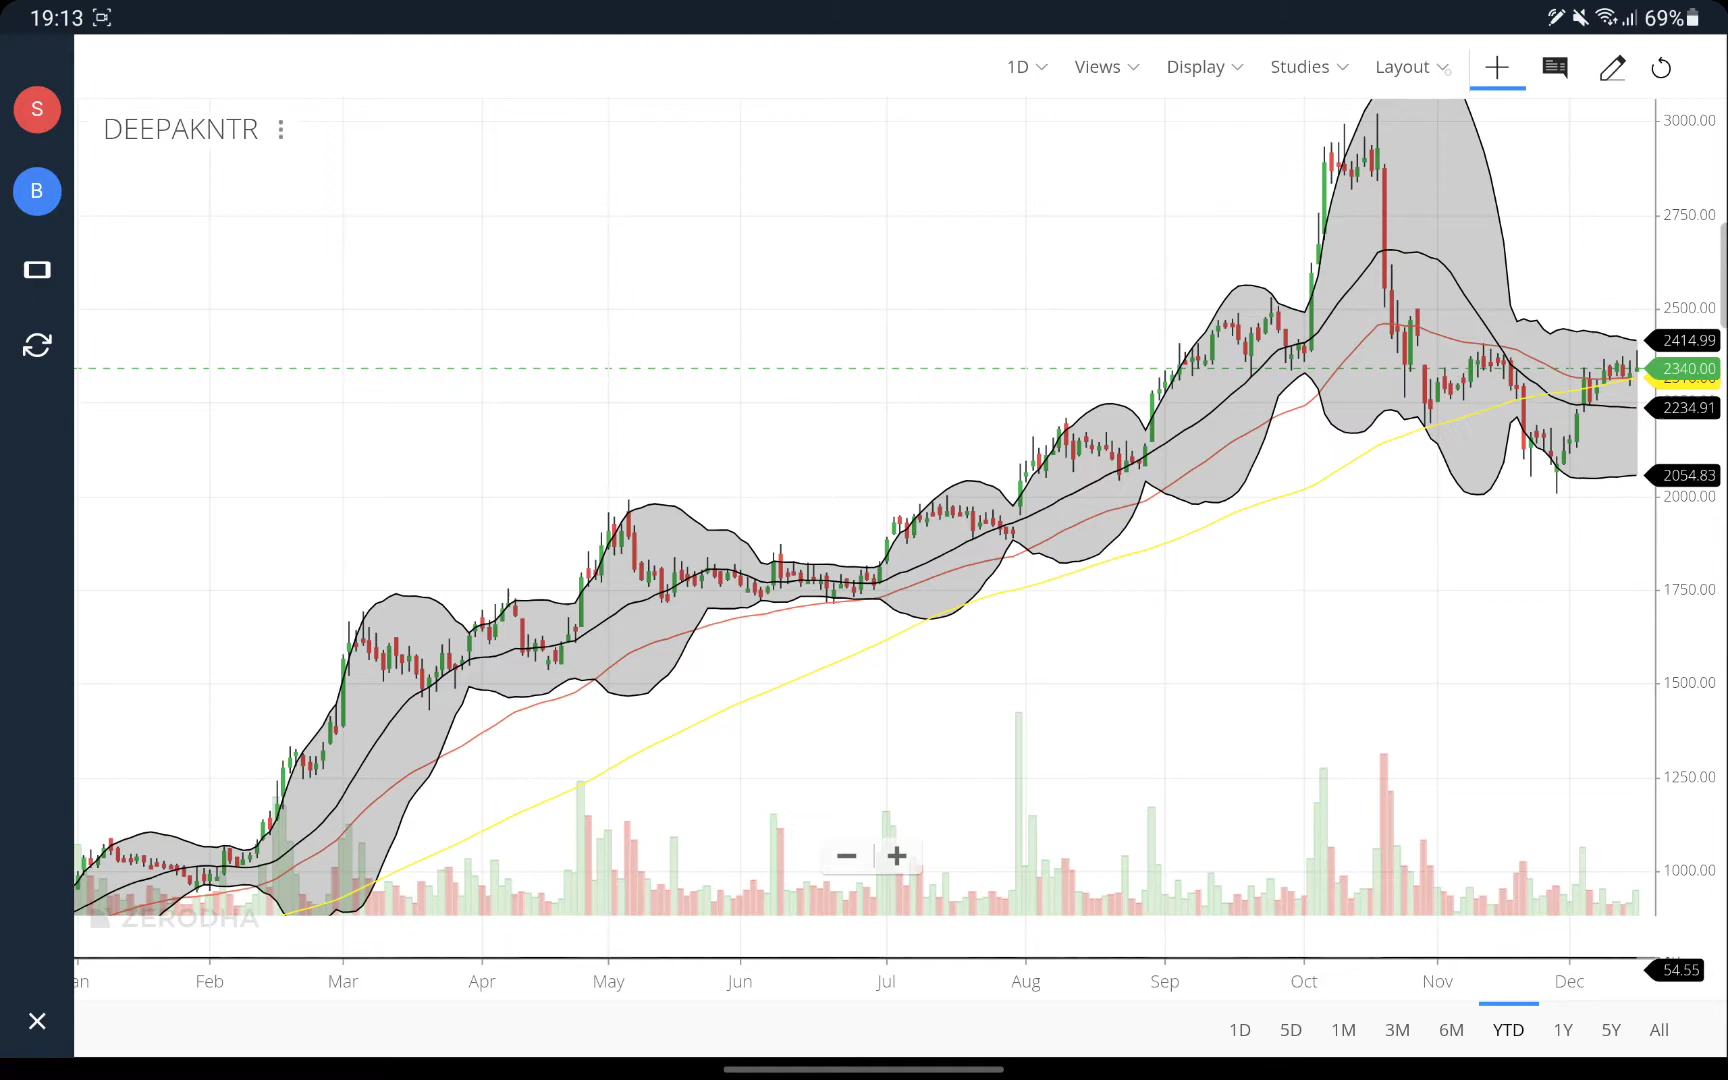 19:13
69%
1D Views Display Studies Layout
S
DEEPAKNTR
B
3000.00
2750.00
2500.00
2414.99
2340.00
2234.91
2054.83
2000.00
1750.00
1500.00
1250.00
1000.00
ZERODHA
54.55
an Feb Mar Apr May Jun Jul Aug Sep Oct Nov Dec
1D 5D 1M 3M 6M YTD 1Y 5Y All